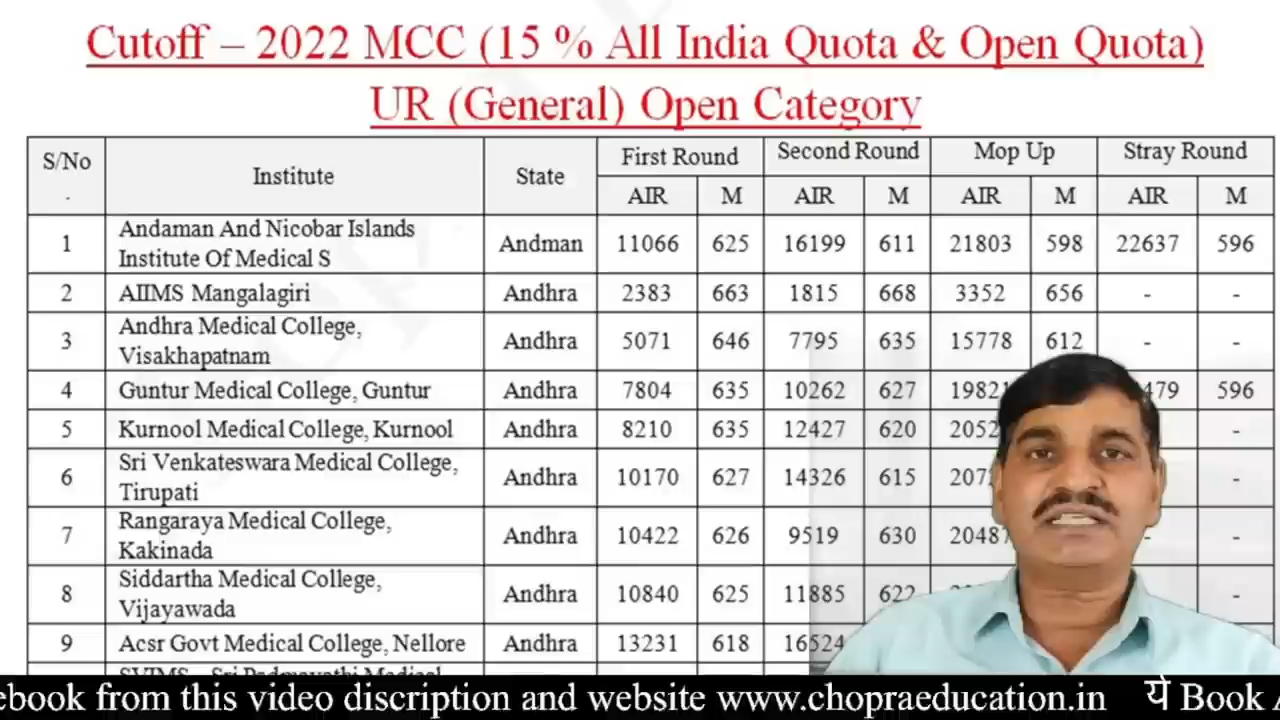 Cutoff – 2022 MCC (15 % All India Quota & Open Quota)
UR (General) Open Category
S/No . Institute State First Round Second Round Mop Up Stray Round
AIR M AIR M AIR M AIR M
1 Andaman And Nicobar Islands Institute Of Medical S Andman 11066 625 16199 611 21803 598 22637 596
2 AIIMS Mangalagiri Andhra 2383 663 1815 668 3352 656 - -
3 Andhra Medical College, Visakhapatnam Andhra 5071 646 7795 635 15778 612 - -
4 Guntur Medical College, Guntur Andhra 7804 635 10262 627 596
5 Kurnool Medical College, Kurnool Andhra 8210 635 12427 620 -
6 Sri Venkateswara Medical College, Tirupati Andhra 10170 627 14326 615 -
7 Rangaraya Medical College, Kakinada Andhra 10422 626 9519 630 - -
8 Siddartha Medical College, Vijayawada Andhra 10840 625 11885 622 -
9 Acsr Govt Medical College, Nellore Andhra 13231 618 16524 -
ebook from this video discription and website www.chopraeducation.in ये Book